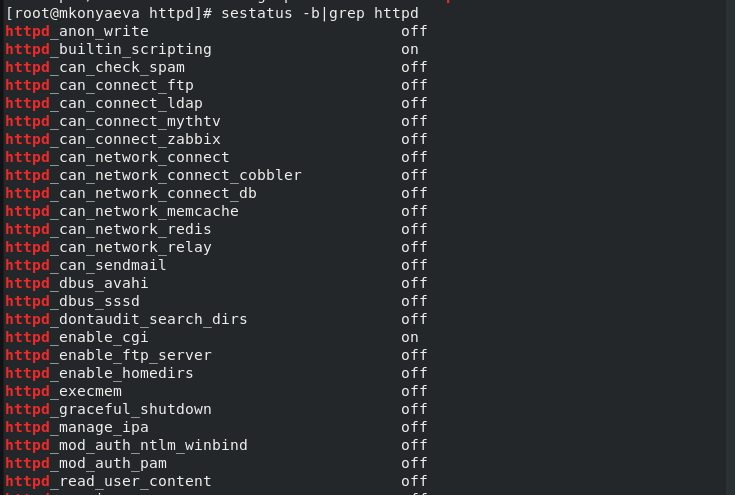 [root@mkonyaeva httpd]# sestatus -b|grep httpd
httpd_anon_write off
httpd_builtin_scripting on
httpd_can_check_spam off
httpd_can_connect_ftp off
httpd_can_connect_ldap off
httpd_can_connect_mythtv off
httpd_can_connect_zabbix off
httpd_can_network_connect off
httpd_can_network_connect_cobbler off
httpd_can_network_connect_db off
httpd_can_network_memcache off
httpd_can_network_redis off
httpd_can_network_relay off
httpd_can_sendmail off
httpd_dbus_avahi off
httpd_dbus_sssd off
httpd_dontaudit_search_dirs off
httpd_enable_cgi on
httpd_enable_ftp_server off
httpd_enable_homedirs off
httpd_execmem off
httpd_graceful_shutdown off
httpd_manage_ipa off
httpd_mod_auth_ntlm_winbind off
httpd_mod_auth_pam off
httpd_read_user_content off